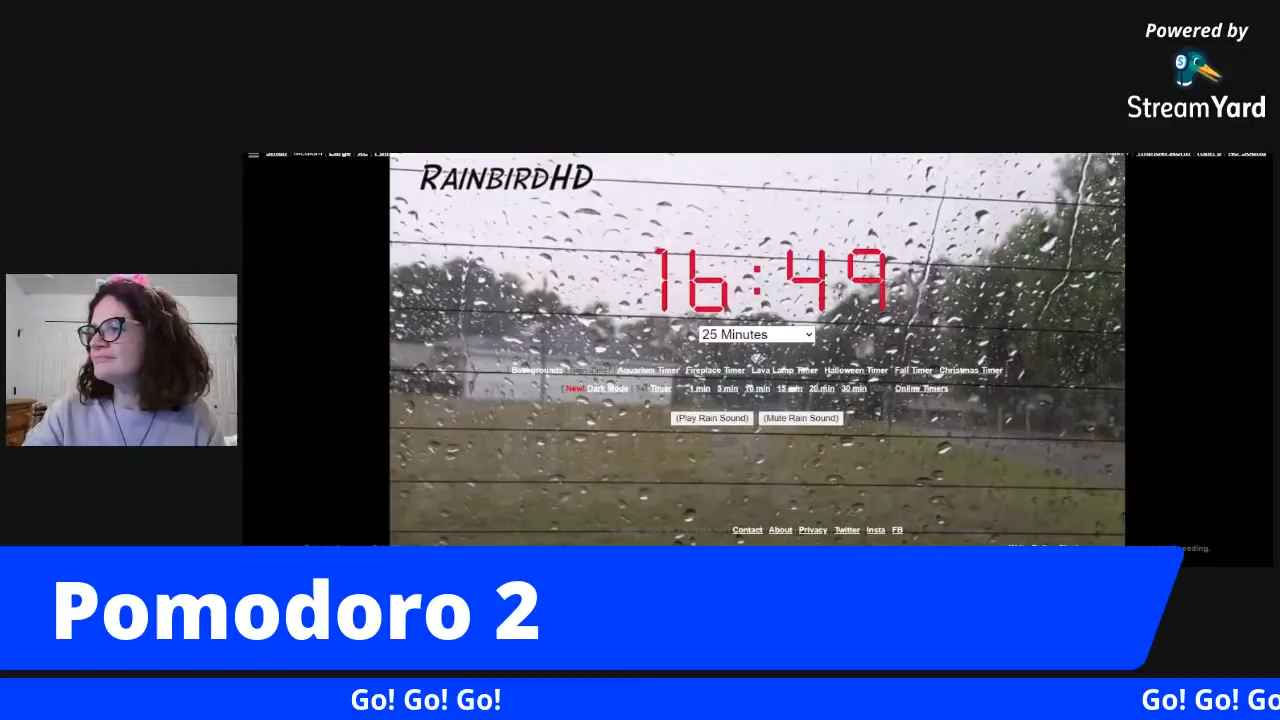 Powered by
StreamYard
RAINBIRDHD
16:49
25 Minutes
Backgrounds Aquarium Timer Fireplace Timer Lava Lamp Timer Halloween Timer Fall Timer Christmas Timer
New! Dark Mode | Timer 1 min 5 min 10 min 15 min 20 min 30 min Online Timers
(Play Rain Sound) (Mute Rain Sound)
Contact About Privacy Twitter Insta FB
Pomodoro 2
Go! Go! Go! Go! Go! Go